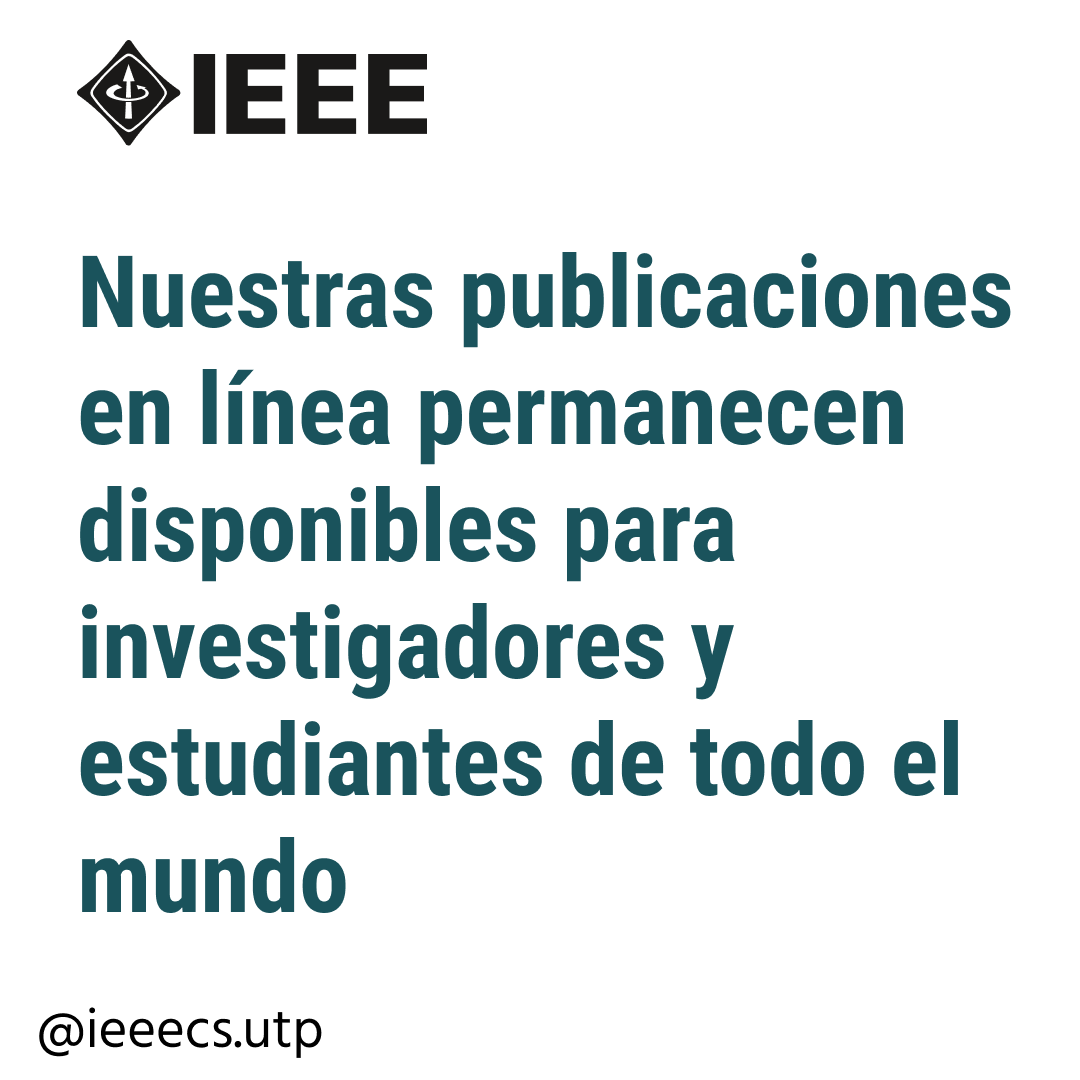 IEEE
Nuestras publicaciones
en línea permanecen
disponibles para
investigadores y
estudiantes de todo el
mundo
@ieeecs.utp